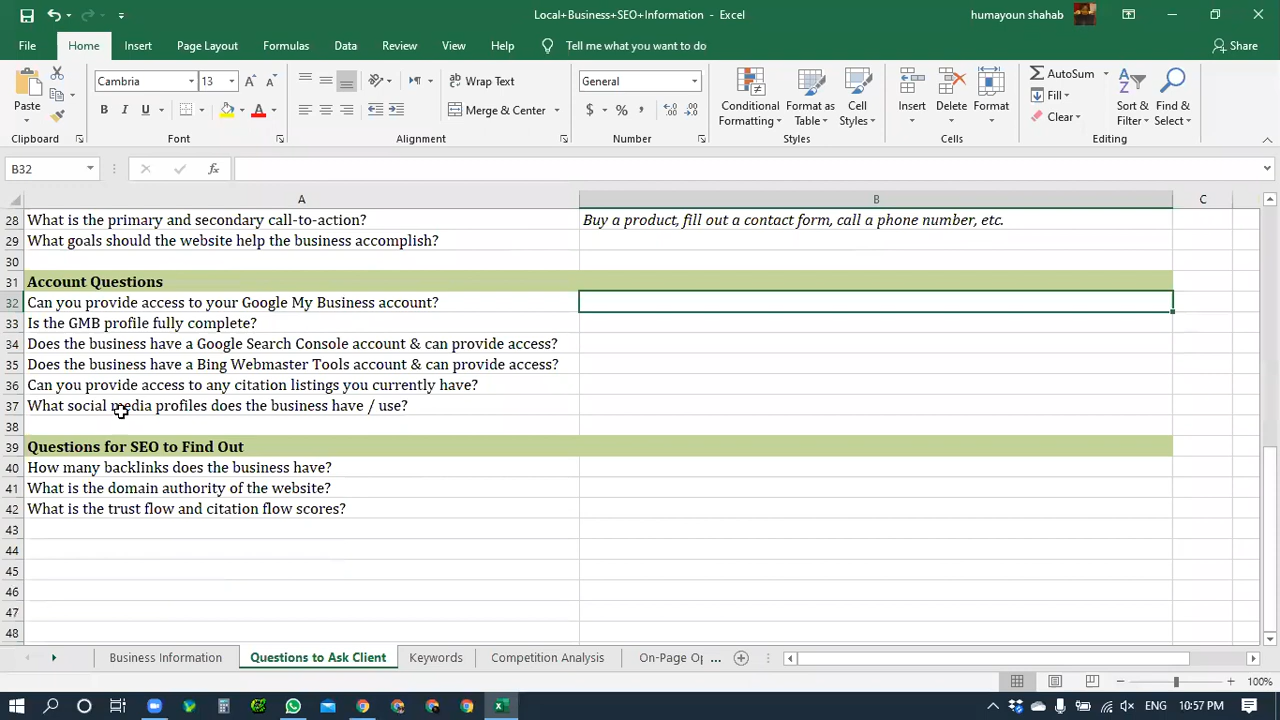 Local+Business+SEO+Information - Excel
humayoun shahab
File Home Insert Page Layout Formulas Data Review View Help Tell me what you want to do Share
Paste
Clipboard
Cambria 13
B I U
Font
Wrap Text
Merge & Center
Alignment
General
$ % ,
Number
Conditional Formatting
Format as Table
Cell Styles
Styles
Insert
Delete
Format
Cells
AutoSum
Fill
Clear
Sort & Filter
Find & Select
Editing
B32
fx
A B C
28 What is the primary and secondary call-to-action? Buy a product, fill out a contact form, call a phone number, etc.
29 What goals should the website help the business accomplish?
30
31 Account Questions
32 Can you provide access to your Google My Business account?
33 Is the GMB profile fully complete?
34 Does the business have a Google Search Console account & can provide access?
35 Does the business have a Bing Webmaster Tools account & can provide access?
36 Can you provide access to any citation listings you currently have?
37 What social media profiles does the business have / use?
38
39 Questions for SEO to Find Out
40 How many backlinks does the business have?
41 What is the domain authority of the website?
42 What is the trust flow and citation flow scores?
43
44
45
46
47
48
Business Information Questions to Ask Client Keywords Competition Analysis On-Page Op ...
100%
ENG 10:57 PM